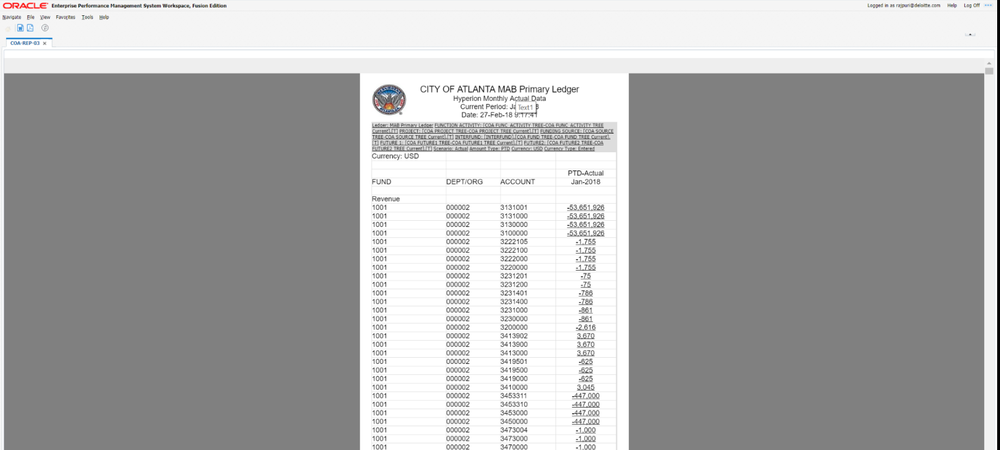 ORACLE Enterprise Performance Management System Workspace, Fusion Edition
Logged in as rajpuri@deloitte.com Help Log Off
Navigate File View Favorites Tools Help
COA-REP-03 x
CITY OF ATLANTA MAB Primary Ledger
Hyperion Monthly Actual Data
Current Period: Ja Text1 8
Date: 27-Feb-18 9:17:41
Ledger: MAB Primary Ledger FUNCTION ACTIVITY: [COA FUNC_ACTIVITY TREE-COA FUNC_ACTIVITY TREE
Current].[T] PROJECT: [COA PROJECT TREE-COA PROJECT TREE Current].[T] FUNDING SOURCE: [COA SOURCE
TREE-COA SOURCE TREE Current].[T] INTERFUND: [INTERFUND].[COA FUND TREE-COA FUND TREE Current].
[T] FUTURE 1: [COA FUTURE1 TREE-COA FUTURE1 TREE Current].[T] FUTURE2: [COA FUTURE2 TREE-COA
FUTURE2 TREE Current].[T] Scenario: Actual Amount Type: PTD Currency: USD Currency Type: Entered
Currency: USD
PTD-Actual
FUND DEPT/ORG ACCOUNT Jan-2018
Revenue
1001 000002 3131001 -53,651,926
1001 000002 3131000 -53,651,926
1001 000002 3130000 -53,651,926
1001 000002 3100000 -53,651,926
1001 000002 3222105 -1,755
1001 000002 3222100 -1,755
1001 000002 3222000 -1,755
1001 000002 3220000 -1,755
1001 000002 3231201 -75
1001 000002 3231200 -75
1001 000002 3231401 -786
1001 000002 3231400 -786
1001 000002 3231000 -861
1001 000002 3230000 -861
1001 000002 3200000 -2,616
1001 000002 3413902 3,670
1001 000002 3413900 3,670
1001 000002 3413000 3,670
1001 000002 3419501 -625
1001 000002 3419500 -625
1001 000002 3419000 -625
1001 000002 3410000 3,045
1001 000002 3453311 -447,000
1001 000002 3453310 -447,000
1001 000002 3453000 -447,000
1001 000002 3450000 -447,000
1001 000002 3473004 -1,000
1001 000002 3473000 -1,000
1001 000002 3470000 -1,000